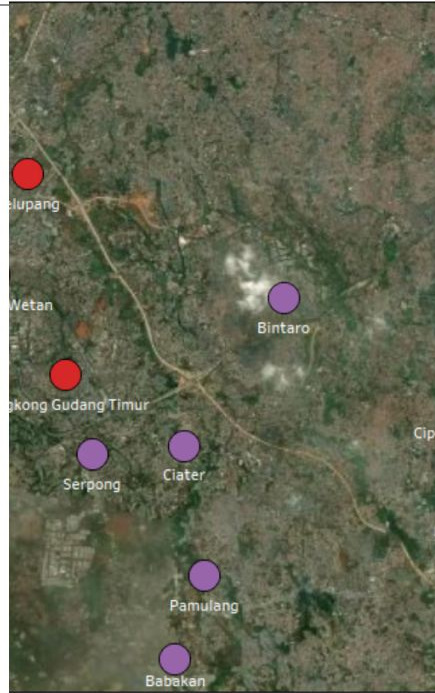 elupang
Wetan
Bintaro
gkong Gudang Timur
Cip
Ciater
Serpong
Pamulang
Babakan